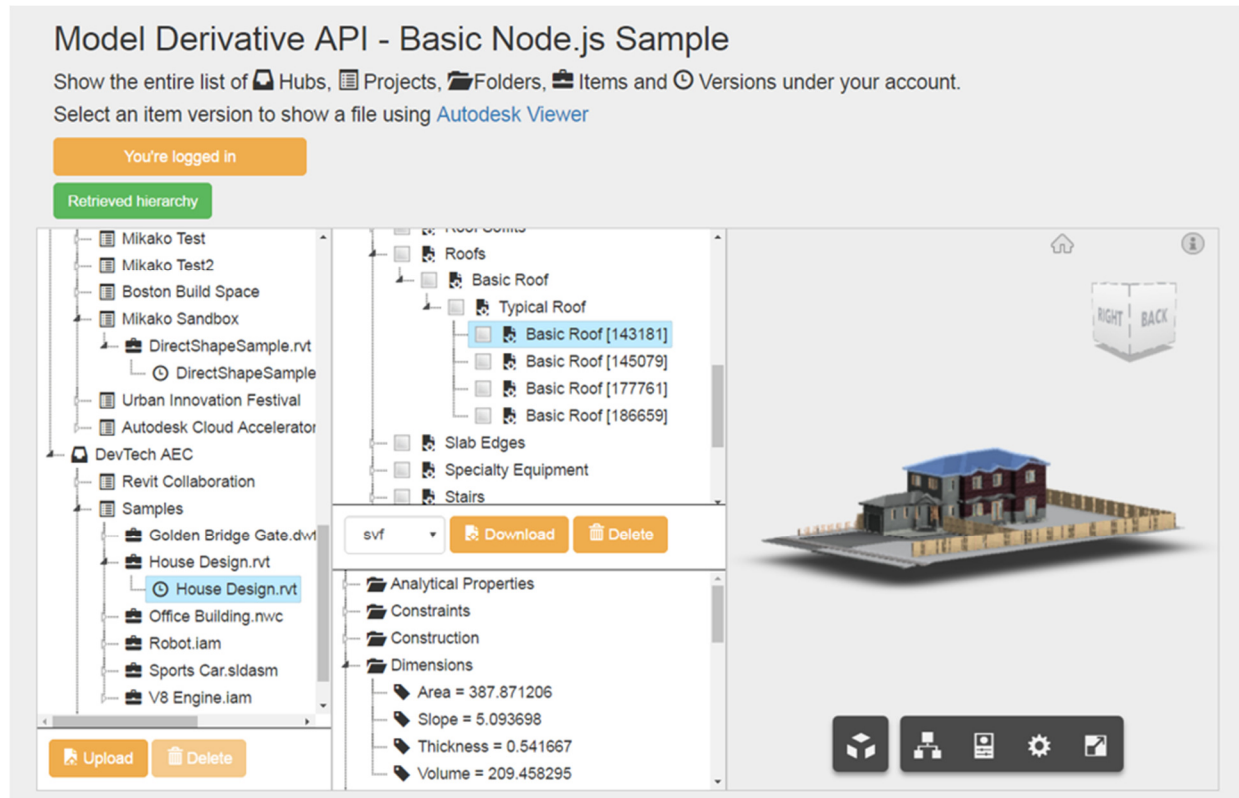 Model Derivative API - Basic Node.js Sample
Show the entire list of Hubs, Projects, Folders, Items and Versions under your account.
Select an item version to show a file using Autodesk Viewer
You're logged in
Retrieved hierarchy
Mikako Test
Mikako Test2
Boston Build Space
Mikako Sandbox
DirectShapeSample.rvt
DirectShapeSample
Urban Innovation Festival
Autodesk Cloud Accelerator
DevTech AEC
Revit Collaboration
Samples
Golden Bridge Gate.dwf
House Design.rvt
House Design.rvt
Office Building.nwc
Robot.iam
Sports Car.sldasm
V8 Engine.iam
Upload
Delete
Roof Soffits
Roofs
Basic Roof
Typical Roof
Basic Roof [143181]
Basic Roof [145079]
Basic Roof [177761]
Basic Roof [186659]
Slab Edges
Specialty Equipment
Stairs
svf
Download
Delete
Analytical Properties
Constraints
Construction
Dimensions
Area = 387.871206
Slope = 5.093698
Thickness = 0.541667
Volume = 209.458295
RIGHT
BACK